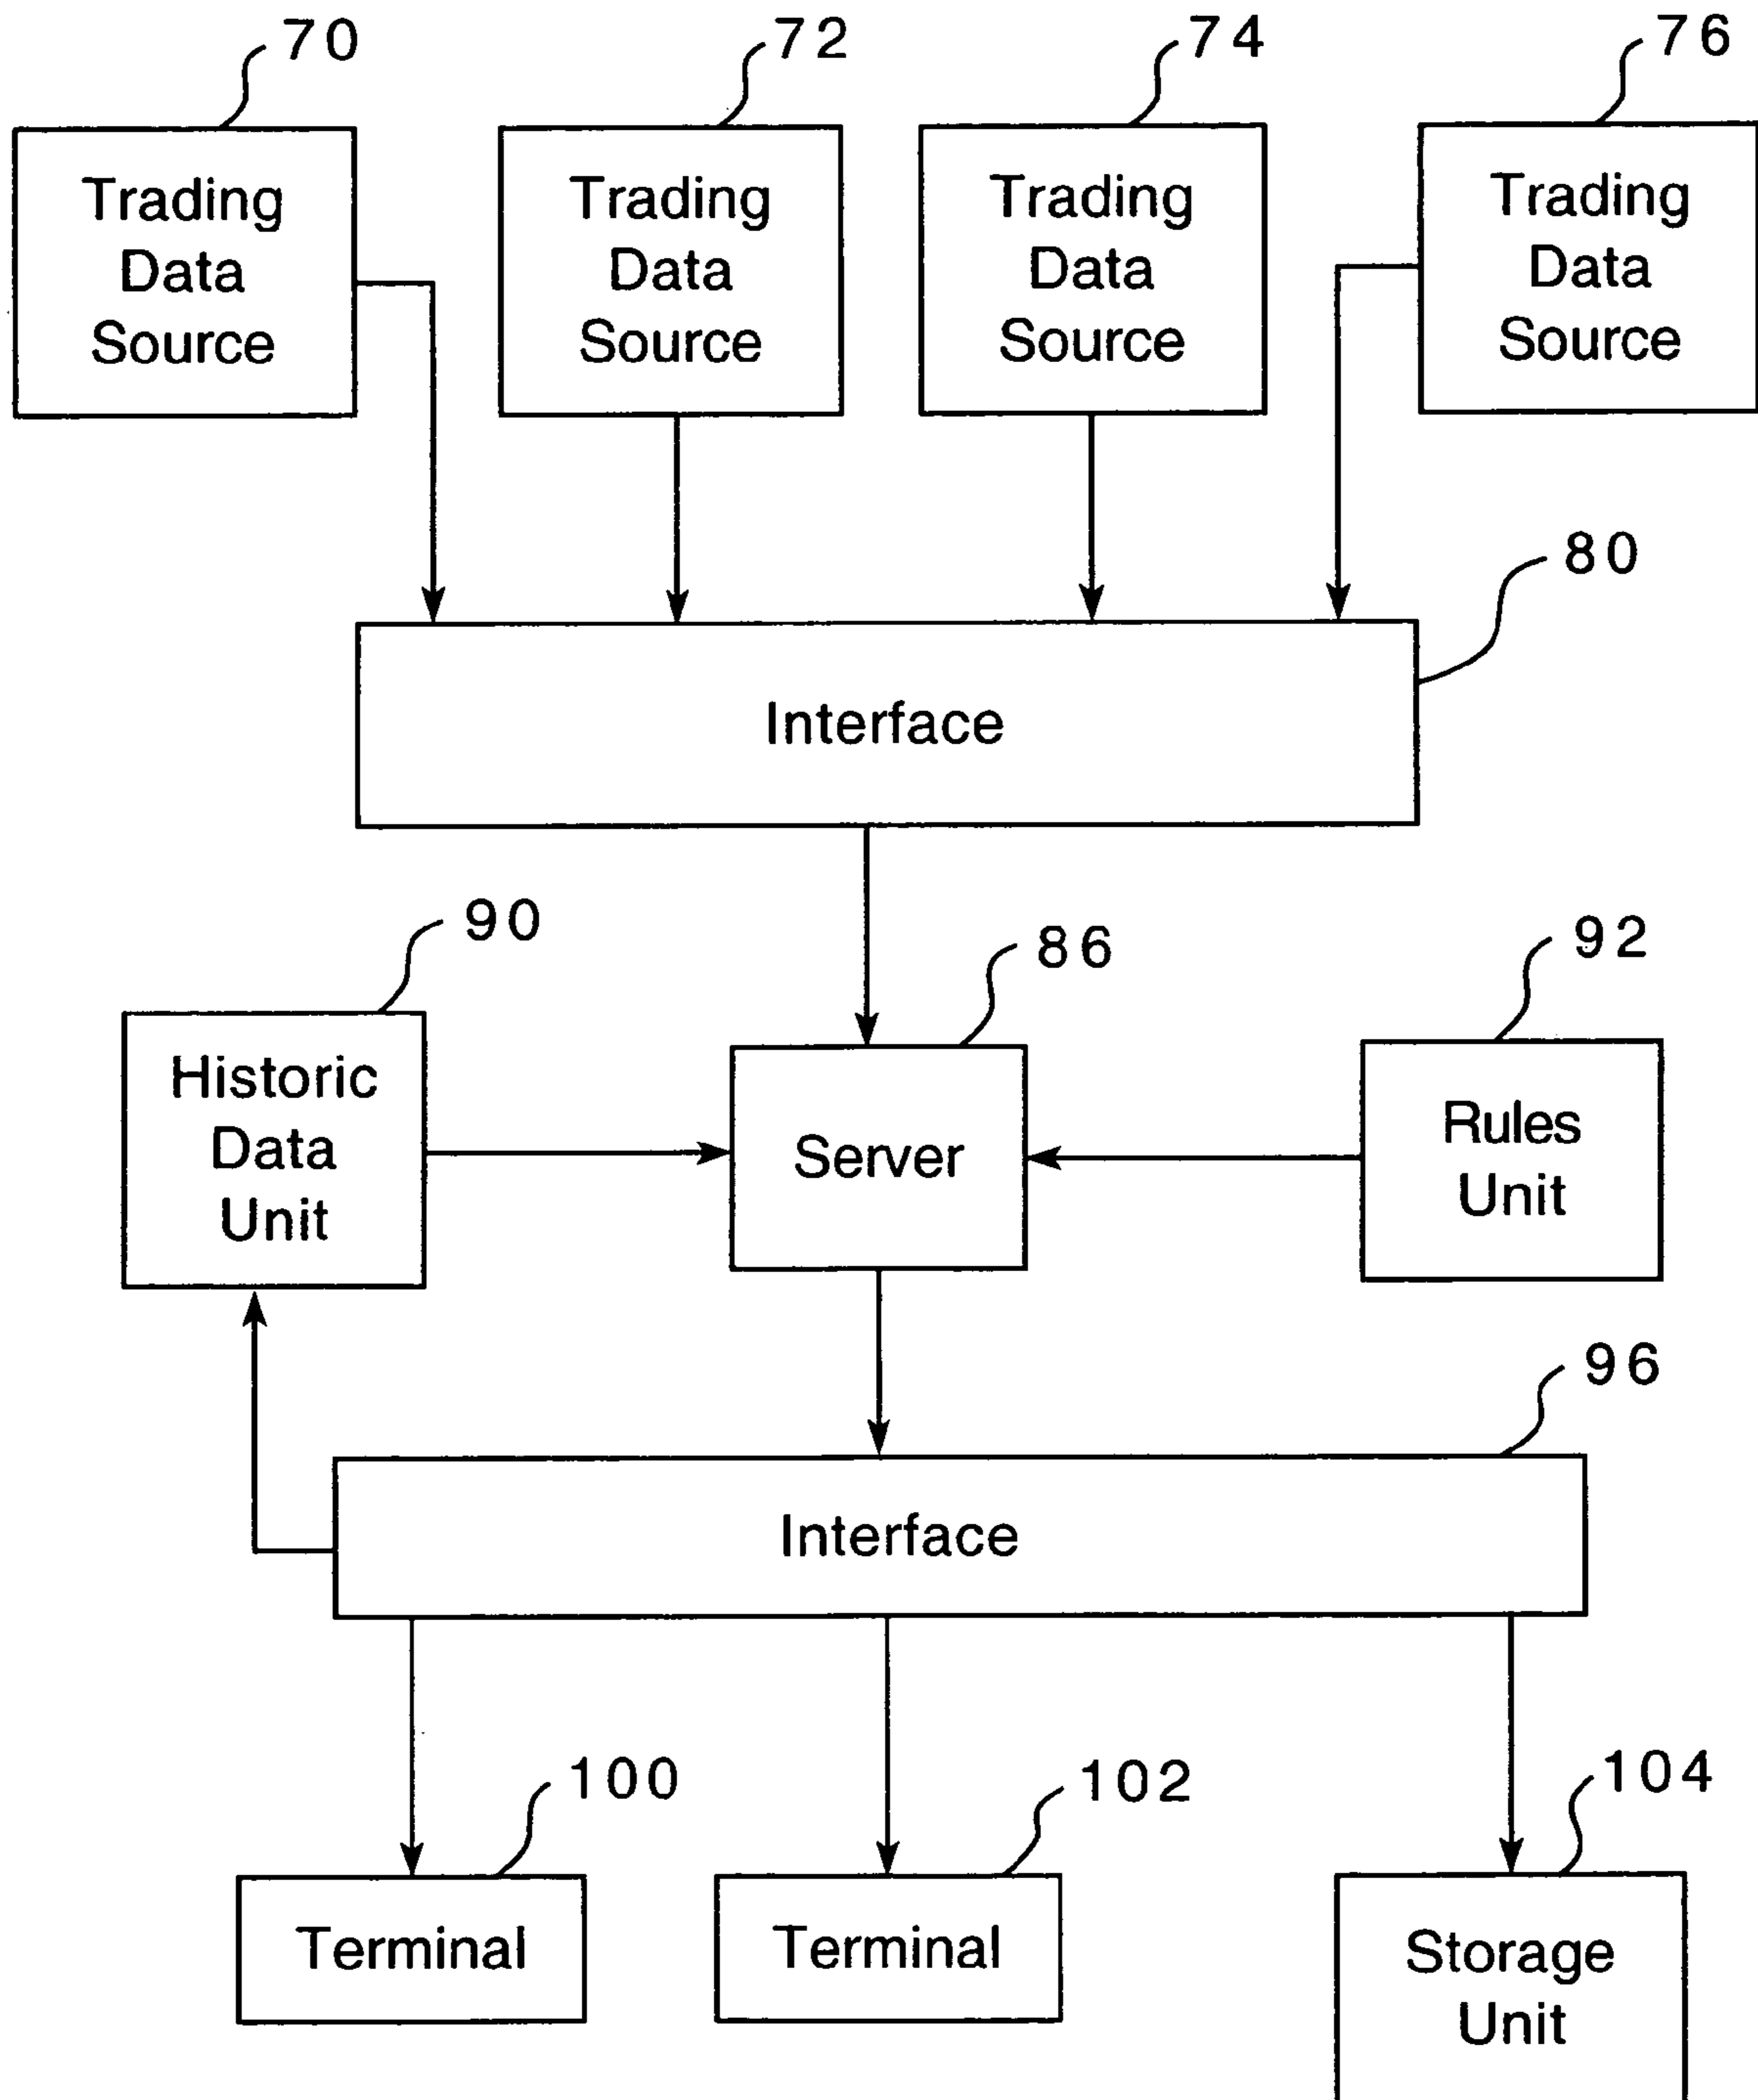 70
72
74
76
Trading
Data
Source
Trading
Data
Source
Trading
Data
Source
Trading
Data
Source
80
Interface
90
86
92
Historic
Data
Unit
Server
Rules
Unit
96
Interface
100
102
104
Terminal
Terminal
Storage
Unit